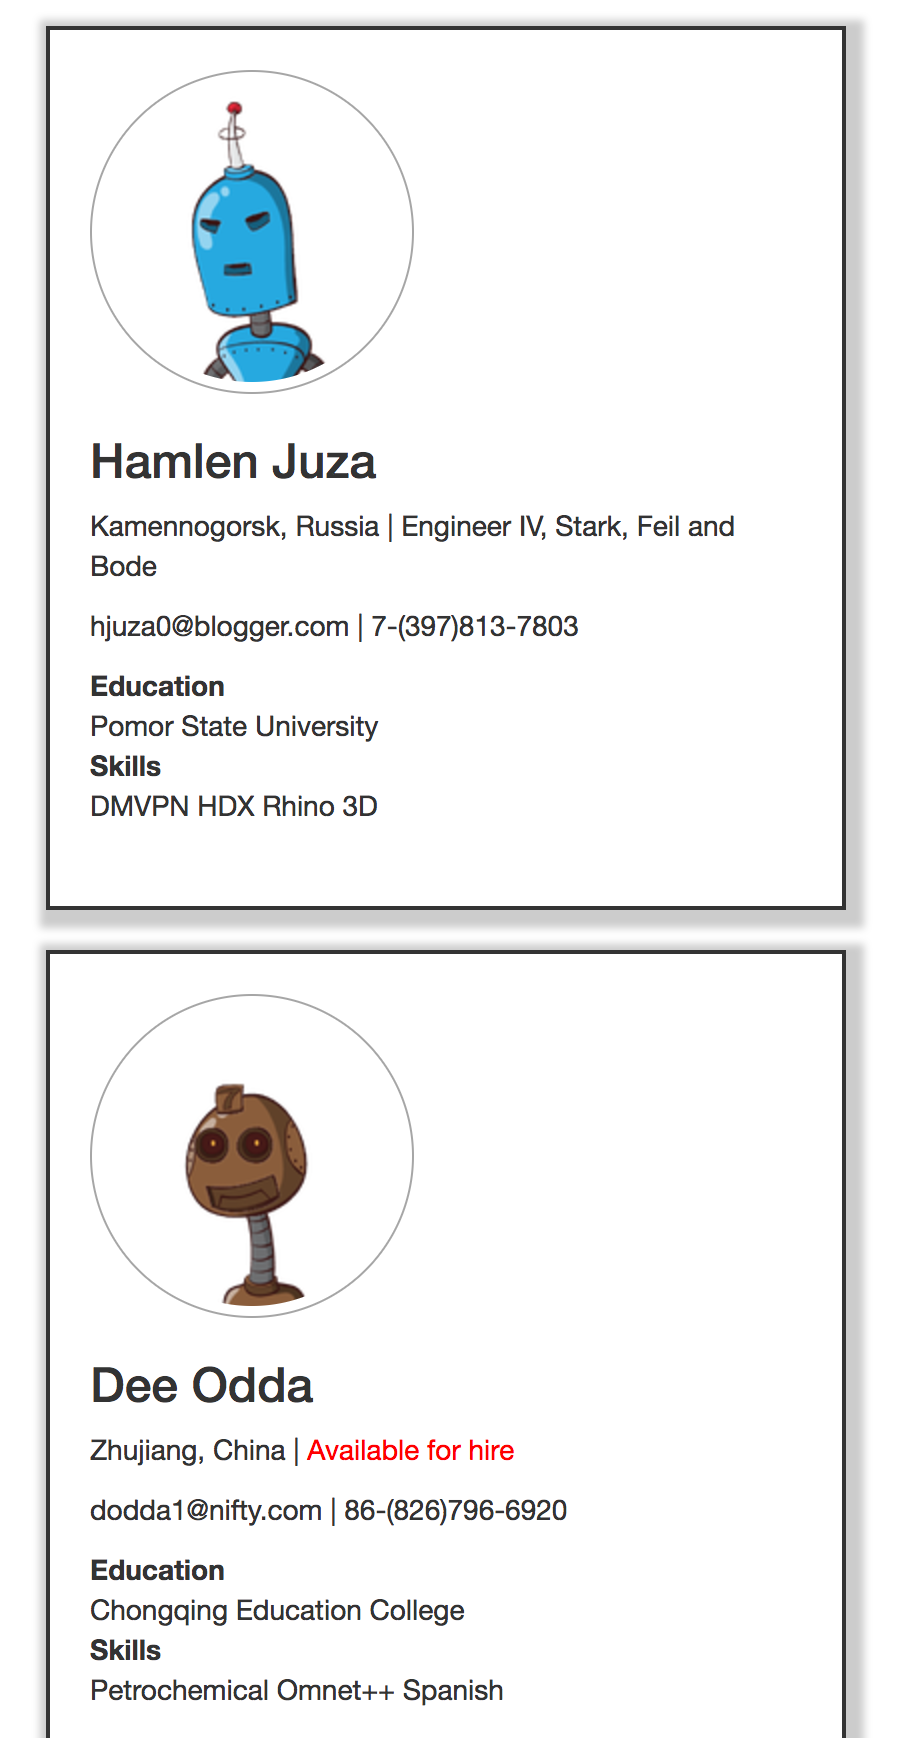 Hamlen Juza
Kamennogorsk, Russia | Engineer IV, Stark, Feil and
Bode
hjuza0@blogger.com | 7-(397)813-7803
Education
Pomor State University
Skills
DMVPN HDX Rhino 3D
Dee Odda
Zhujiang, China | Available for hire
dodda1@nifty.com | 86-(826)796-6920
Education
Chongqing Education College
Skills
Petrochemical Omnet++ Spanish